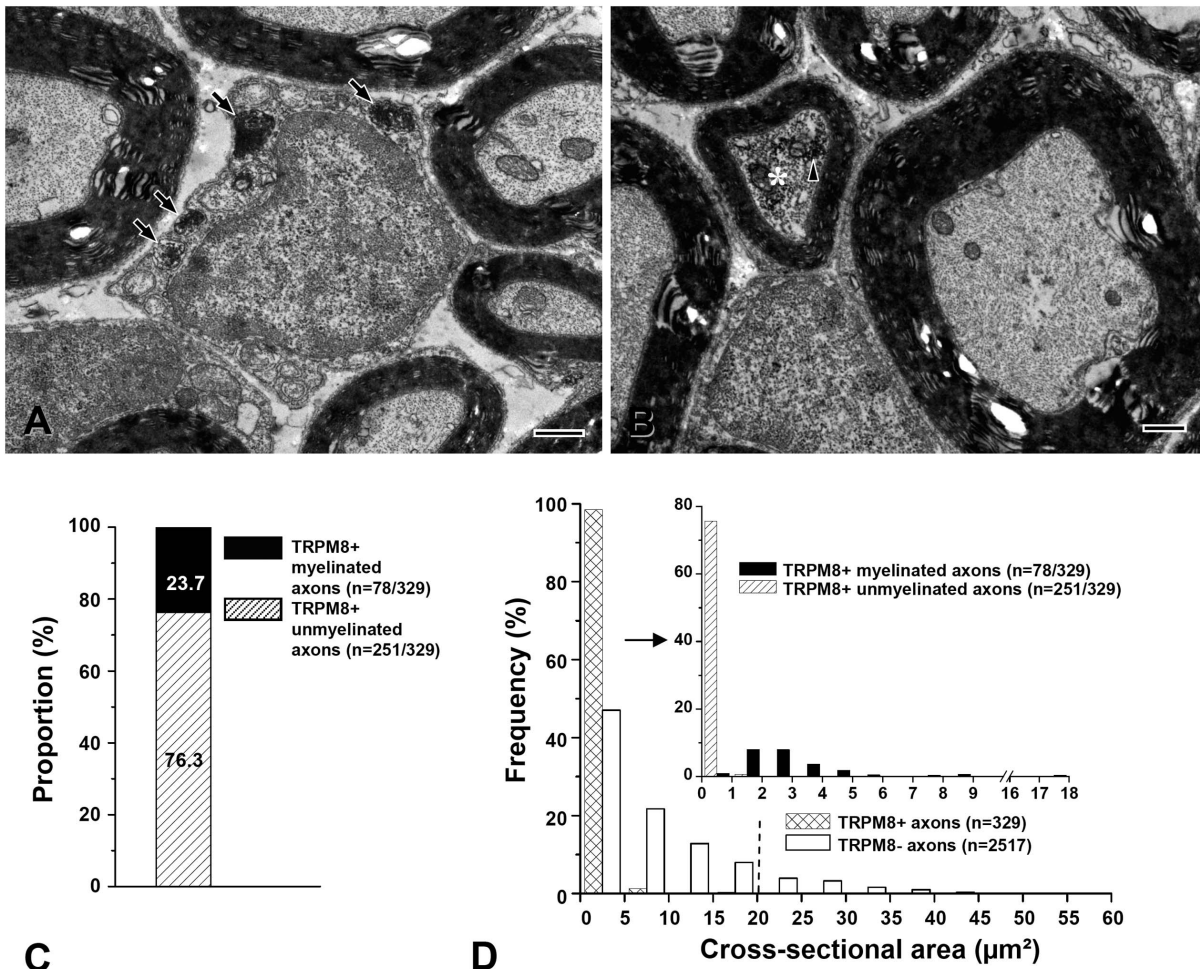 A
B
100
80
60
40
20
0
Proportion (%)
23.7
76.3
TRPM8+
myelinated
axons (n=78/329)
TRPM8+
unmyelinated
axons (n=251/329)
C
100
80
60
40
20
0
Frequency (%)
0 5 10 15 20 25 30 35 40 45 50 55 60
Cross-sectional area (µm²)
80
60
40
20
0
0 1 2 3 4 5 6 7 8 9 16 17 18
TRPM8+ myelinated axons (n=78/329)
TRPM8+ unmyelinated axons (n=251/329)
TRPM8+ axons (n=329)
TRPM8- axons (n=2517)
D